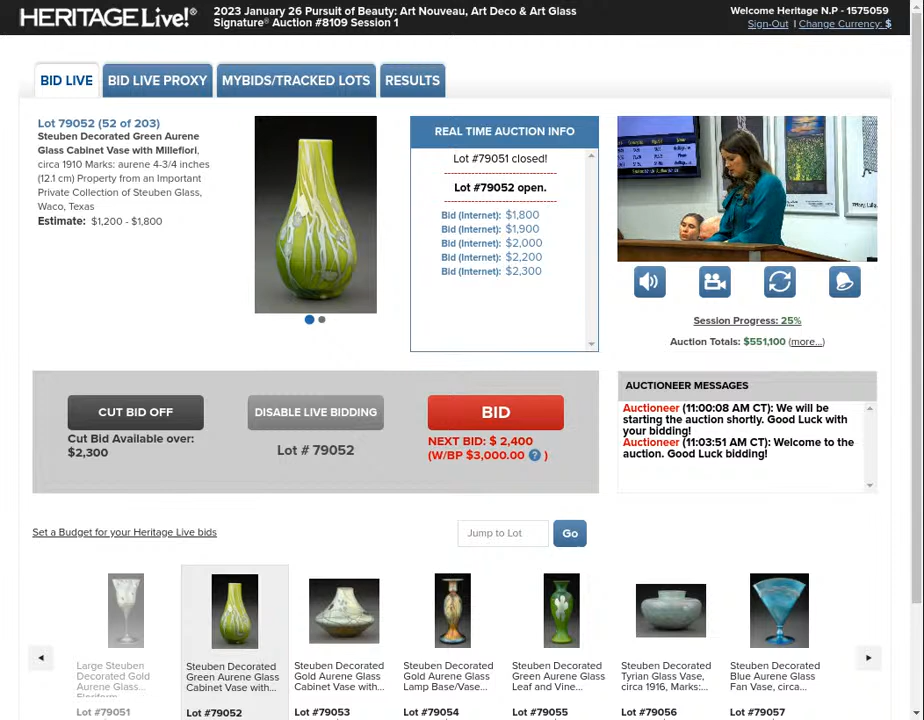 HERITAGE Live!®
2023 January 26 Pursuit of Beauty: Art Nouveau, Art Deco & Art Glass
Signature® Auction #8109 Session 1
Welcome Heritage N.P - 1575059
Sign-Out | Change Currency: $
BID LIVE
BID LIVE PROXY
MYBIDS/TRACKED LOTS
RESULTS
Lot 79052 (52 of 203)
Steuben Decorated Green Aurene
Glass Cabinet Vase with Millefiori,
circa 1910 Marks: aurene 4-3/4 inches
(12.1 cm) Property from an Important
Private Collection of Steuben Glass,
Waco, Texas
Estimate: $1,200 - $1,800
REAL TIME AUCTION INFO
Lot #79051 closed!
Lot #79052 open.
Bid (Internet): $1,800
Bid (Internet): $1,900
Bid (Internet): $2,000
Bid (Internet): $2,200
Bid (Internet): $2,300
Session Progress: 25%
Auction Totals: $551,100 (more...)
CUT BID OFF
Cut Bid Available over:
$2,300
DISABLE LIVE BIDDING
Lot # 79052
BID
NEXT BID: $ 2,400
(W/BP $3,000.00 ? )
AUCTIONEER MESSAGES
Auctioneer (11:00:08 AM CT): We will be
starting the auction shortly. Good Luck with
your bidding!
Auctioneer (11:03:51 AM CT): Welcome to the
auction. Good Luck bidding!
Set a Budget for your Heritage Live bids
Jump to Lot
Go
Large Steuben
Decorated Gold
Aurene Glass...
Lot #79051
Steuben Decorated
Green Aurene Glass
Cabinet Vase with...
Lot #79052
Steuben Decorated
Gold Aurene Glass
Cabinet Vase with...
Lot #79053
Steuben Decorated
Gold Aurene Glass
Lamp Base/Vase...
Lot #79054
Steuben Decorated
Green Aurene Glass
Leaf and Vine...
Lot #79055
Steuben Decorated
Tyrian Glass Vase,
circa 1916, Marks:...
Lot #79056
Steuben Decorated
Blue Aurene Glass
Fan Vase, circa...
Lot #79057